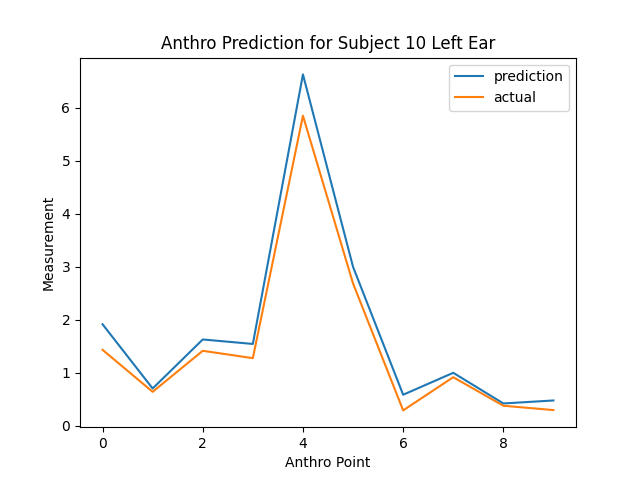 Anthro Prediction for Subject 10 Left Ear
prediction
actual
6
5
4
3
2
1
0
Measurement
0 2 4 6 8
Anthro Point